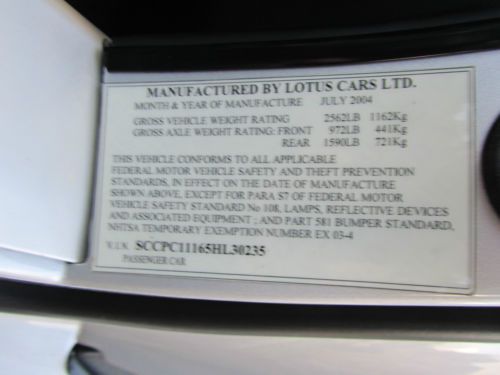 MANUFACTURED BY LOTUS CARS LTD.
MONTH & YEAR OF MANUFACTURE JULY 2004
GROSS VEHICLE WEIGHT RATING 2562LB 1162Kg
GROSS AXLE WEIGHT RATING: FRONT 972LB 441Kg
REAR 1590LB 721Kg
THIS VEHICLE CONFORMS TO ALL APPLICABLE
FEDERAL MOTOR VEHICLE SAFETY AND THEFT PREVENTION
STANDARDS, IN EFFECT ON THE DATE OF MANUFACTURE
SHOWN ABOVE, EXCEPT FOR PARA S7 OF FEDERAL MOTOR
VEHICLE SAFETY STANDARD No 108, LAMPS, REFLECTIVE DEVICES
AND ASSOCIATED EQUIPMENT ; AND PART 581 BUMPER STANDARD,
NHTSA TEMPORARY EXEMPTION NUMBER EX 03-4
V.I.N. SCCPC11165HL30235
PASSENGER CAR